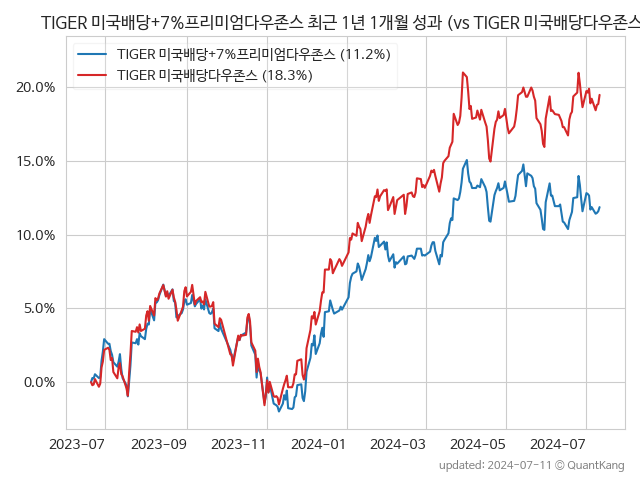 TIGER 미국배당+7%프리미엄다우존스 최근 1년 1개월 성과 (vs TIGER 미국배당다우존스
TIGER 미국배당+7%프리미엄다우존스 (11.2%)
TIGER 미국배당다우존스 (18.3%)
20.0%
15.0%
10.0%
5.0%
0.0%
2023-07 2023-09 2023-11 2024-01 2024-03 2024-05 2024-07
updated: 2024-07-11 © QuantKang